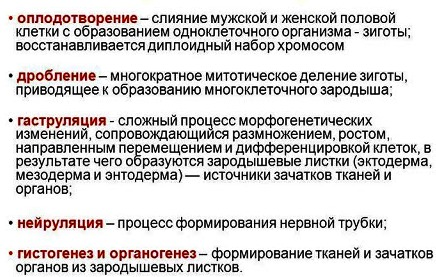 • оплодотворение – слияние мужской и женской половой
клетки с образованием одноклеточного организма - зиготы;
восстанавливается диплоидный набор хромосом
• дробление – многократное митотическое деление зиготы,
приводящее к образованию многоклеточного зародыша;
• гаструляция - сложный процесс морфогенетических
изменений, сопровождающийся размножением, ростом,
направленным перемещением и дифференцировкой клеток, в
результате чего образуются зародышевые листки (эктодерма,
мезодерма и энтодерма) — источники зачатков тканей и
органов;
• нейруляция – процесс формирования нервной трубки;
• гистогенез и органогенез – формирование тканей и зачатков
органов из зародышевых листков.